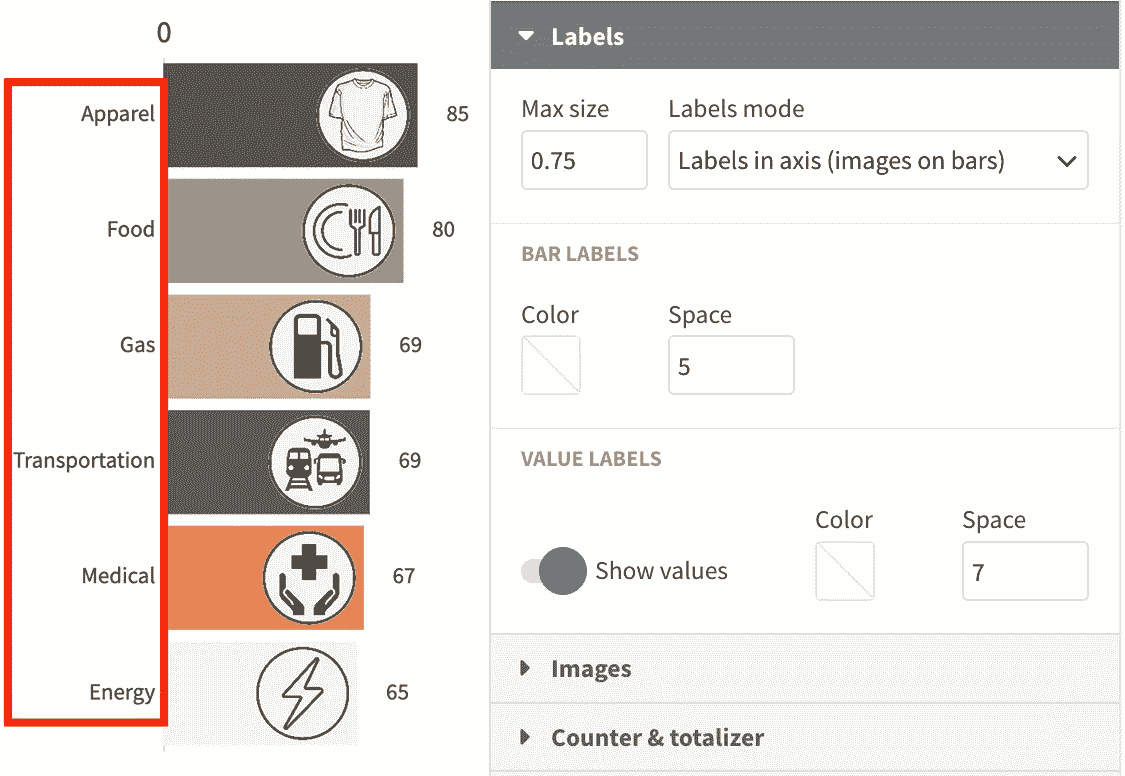 0
Apparel 85
Food 80
Gas 69
Transportation 69
Medical 67
Energy 65
Labels
Max size Labels mode
0.75 Labels in axis (images on bars)
BAR LABELS
Color Space
5
VALUE LABELS
Color Space
Show values 7
Images
Counter & totalizer